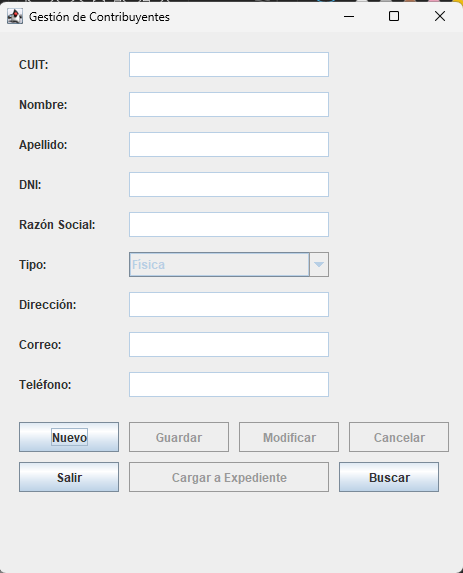 Gestión de Contribuyentes
CUIT:
Nombre:
Apellido:
DNI:
Razón Social:
Tipo: Física
Dirección:
Correo:
Teléfono:
Nuevo Guardar Modificar Cancelar
Salir Cargar a Expediente Buscar